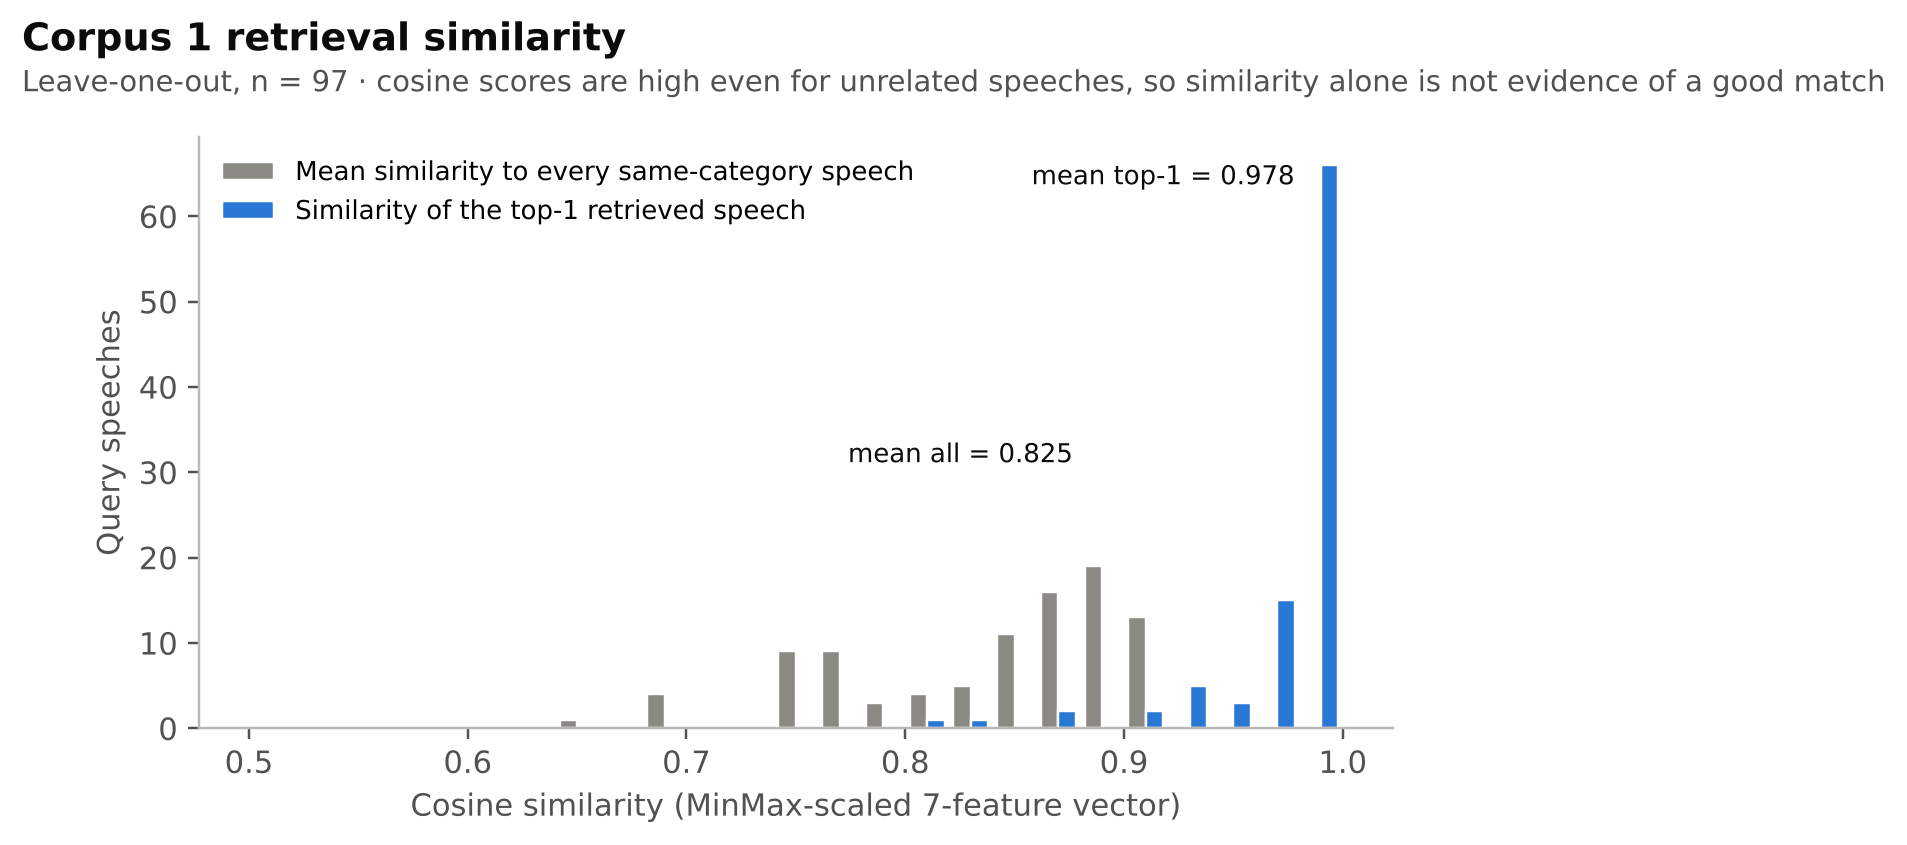 Corpus 1 retrieval similarity
Leave-one-out, n = 97 · cosine scores are high even for unrelated speeches, so similarity alone is not evidence of a good match
Mean similarity to every same-category speech
Similarity of the top-1 retrieved speech
mean top-1 = 0.978
mean all = 0.825
Query speeches
60
50
40
30
20
10
0
0.5 0.6 0.7 0.8 0.9 1.0
Cosine similarity (MinMax-scaled 7-feature vector)